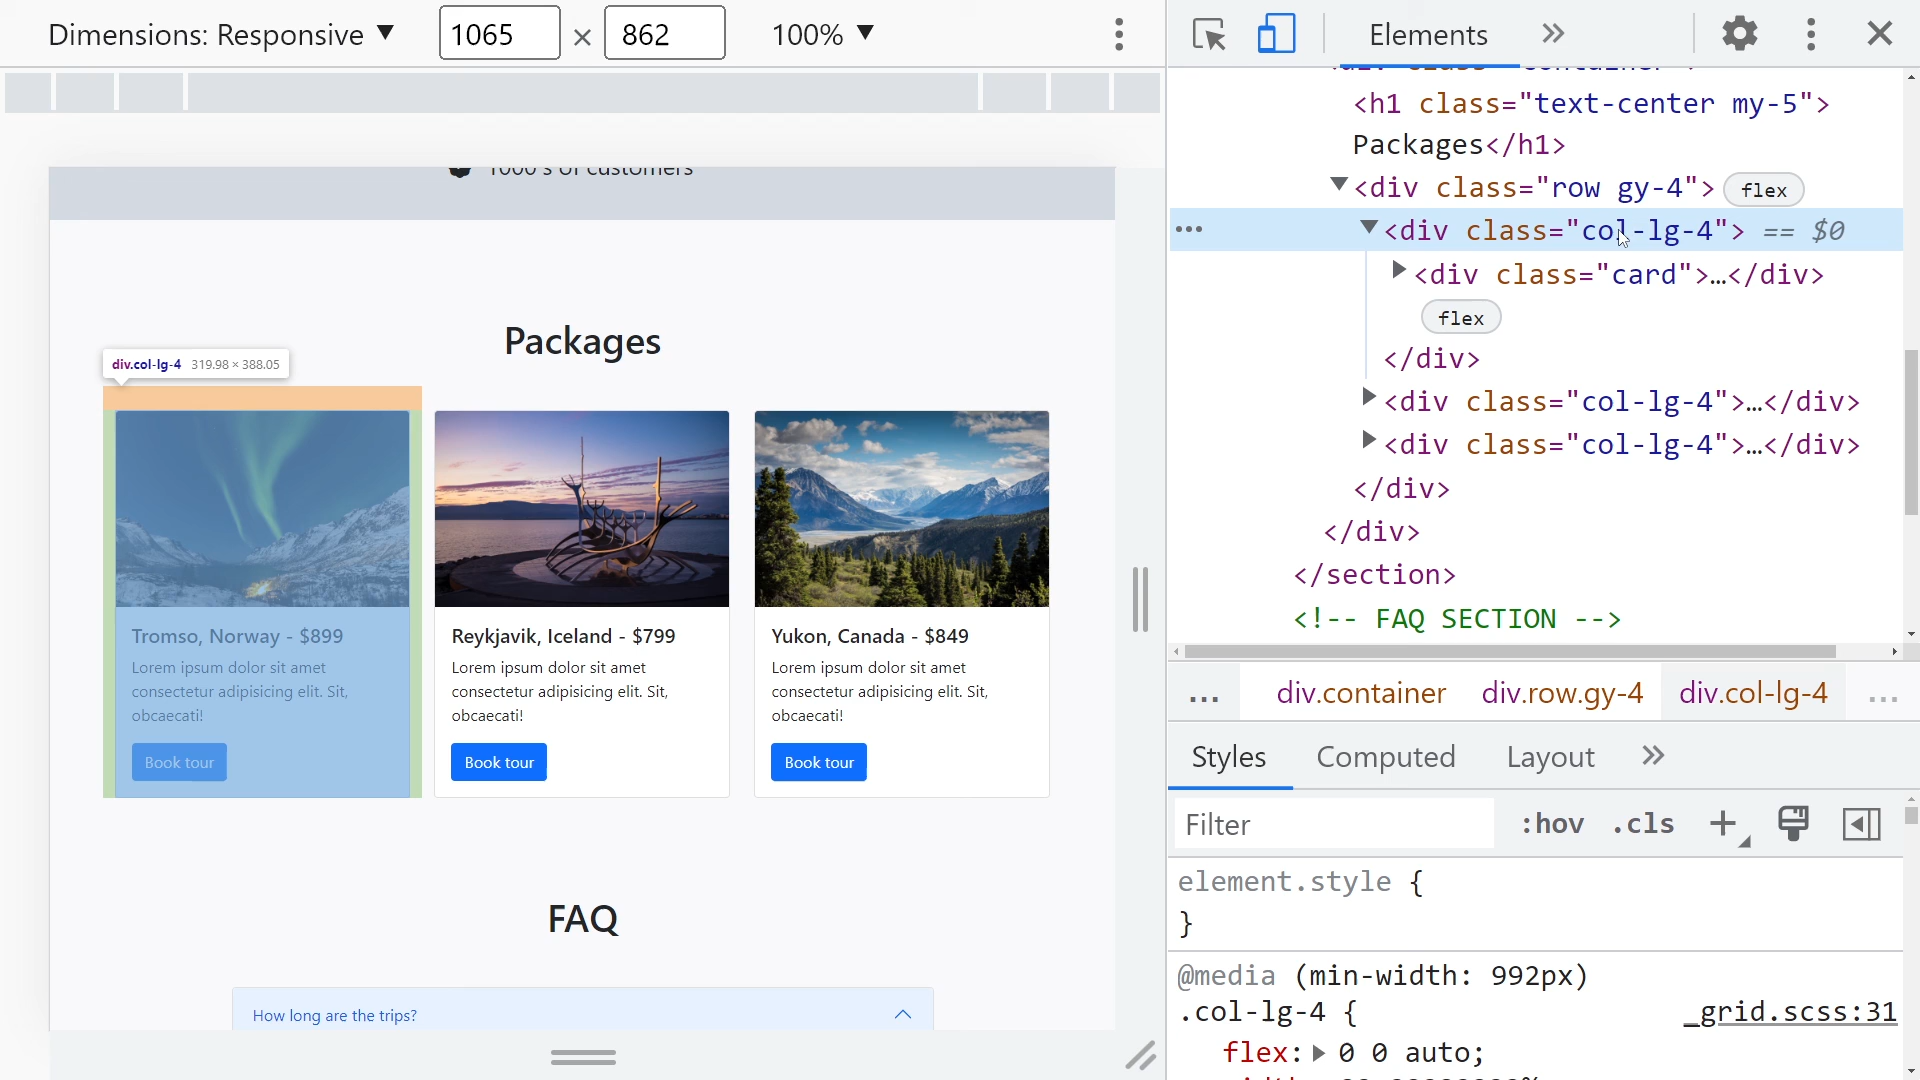 Dimensions: Responsive ▼ 1065 × 862 100% ▼
Elements »
<h1 class="text-center my-5">
Packages</h1>
<div class="row gy-4"> flex
<div class="col-lg-4"> == $0
<div class="card">…</div>
flex
</div>
<div class="col-lg-4">…</div>
<div class="col-lg-4">…</div>
</div>
</div>
</section>
<!-- FAQ SECTION -->
... div.container div.row.gy-4 div.col-lg-4 ...
Styles Computed Layout »
Filter :hov .cls
element.style {
}
@media (min-width: 992px)
.col-lg-4 { _grid.scss:31
flex: 0 0 auto;
1000's of customers
Packages
div.col-lg-4 319.98 × 388.05
Tromso, Norway - $899
Lorem ipsum dolor sit amet
consectetur adipisicing elit. Sit,
obcaecati!
Book tour
Reykjavik, Iceland - $799
Lorem ipsum dolor sit amet
consectetur adipisicing elit. Sit,
obcaecati!
Book tour
Yukon, Canada - $849
Lorem ipsum dolor sit amet
consectetur adipisicing elit. Sit,
obcaecati!
Book tour
FAQ
How long are the trips?